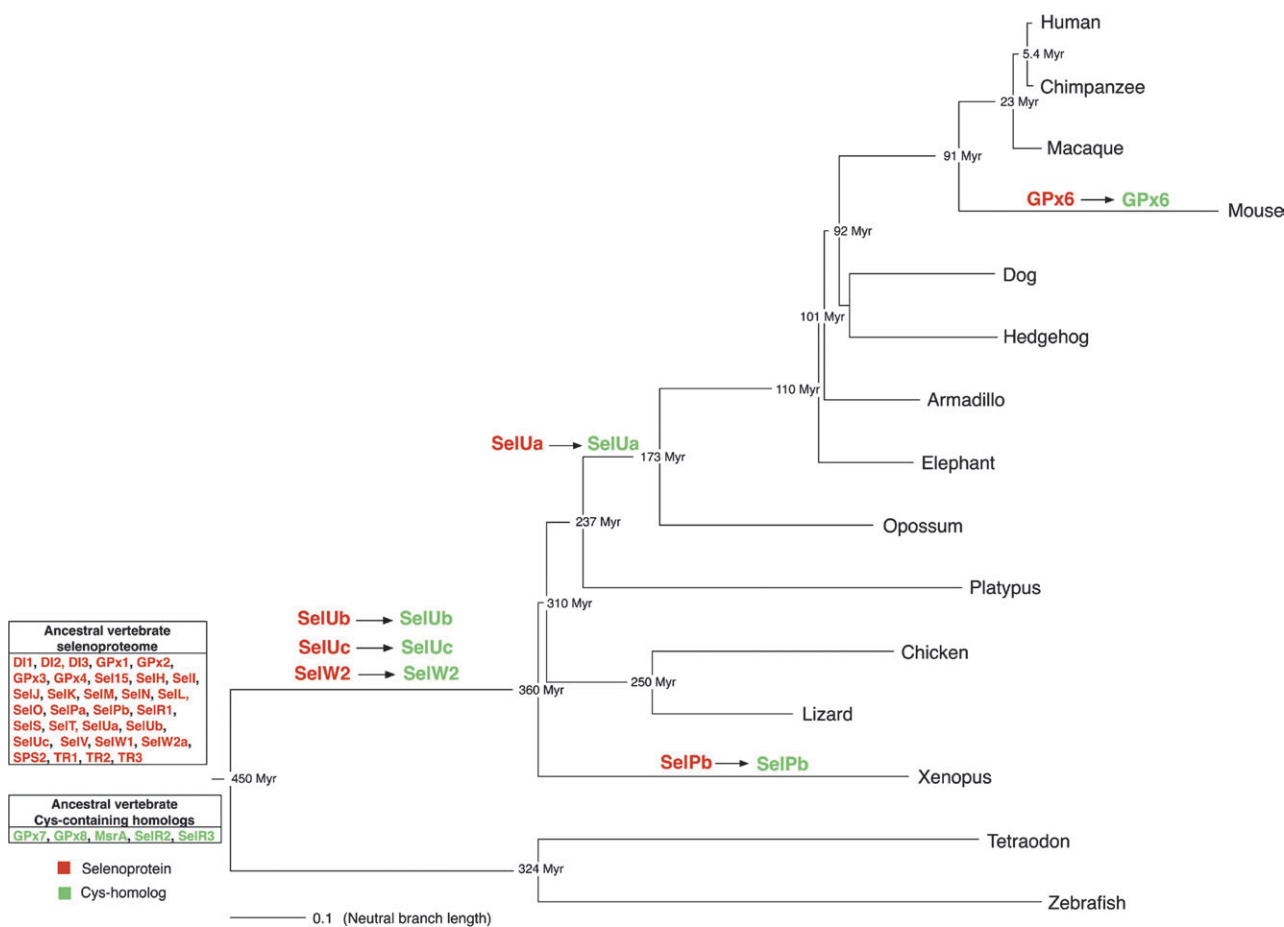 Human
5.4 Myr
Chimpanzee
23 Myr
Macaque
91 Myr
GPx6 → GPx6
Mouse
92 Myr
Dog
101 Myr
Hedgehog
110 Myr
Armadillo
SelUa → SelUa
173 Myr
Elephant
237 Myr
Opossum
Platypus
310 Myr
SelUb → SelUb
SelUc → SelUc
SelW2 → SelW2
Chicken
250 Myr
360 Myr
Lizard
SelPb → SelPb
Xenopus
Ancestral vertebrate
selenoproteome
DI1, DI2, DI3, GPx1, GPx2,
GPx3, GPx4, Sel15, SelH, SelI,
SelJ, SelK, SelM, SelN, SelL,
SelO, SelPa, SelPb, SelR1,
SelS, SelT, SelUa, SelUb,
SelUc, SelV, SelW1, SelW2a,
SPS2, TR1, TR2, TR3
450 Myr
Ancestral vertebrate
Cys-containing homologs
GPx7, GPx8, MsrA, SelR2, SelR3
Selenoprotein
Cys-homolog
Tetraodon
324 Myr
Zebrafish
0.1 (Neutral branch length)